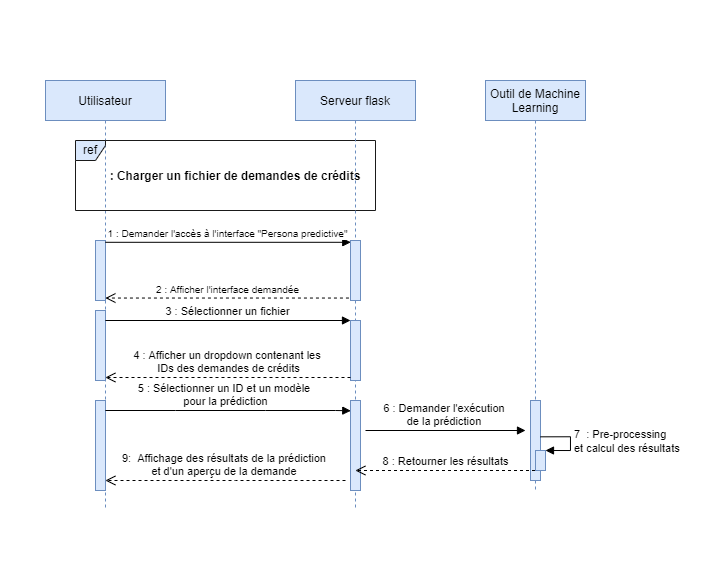 Utilisateur
Serveur flask
Outil de Machine
Learning
ref
: Charger un fichier de demandes de crédits
1 : Demander l'accès à l'interface "Persona predictive"
2 : Afficher l'interface demandée
3 : Sélectionner un fichier
4 : Afficher un dropdown contenant les
IDs des demandes de crédits
5 : Sélectionner un ID et un modèle
pour la prédiction
6 : Demander l'exécution
de la prédiction
7 : Pre-processing
et calcul des résultats
8 : Retourner les résultats
9: Affichage des résultats de la prédiction
et d'un aperçu de la demande